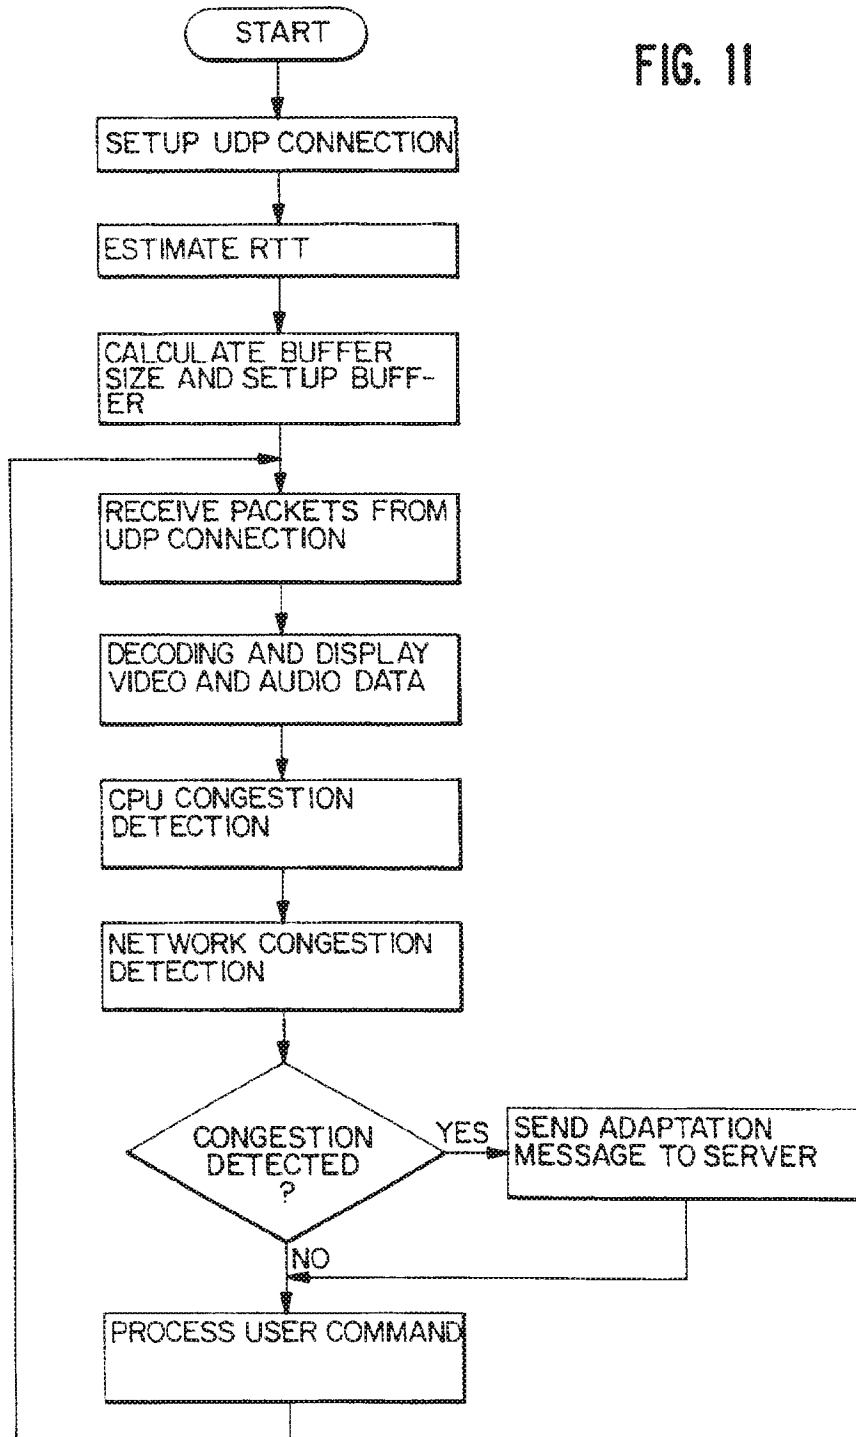 START
FIG. 11
SETUP UDP CONNECTION
ESTIMATE RTT
CALCULATE BUFFER
SIZE AND SETUP BUFF-
ER
RECEIVE PACKETS FROM
UDP CONNECTION
DECODING AND DISPLAY
VIDEO AND AUDIO DATA
CPU CONGESTION
DETECTION
NETWORK CONGESTION
DETECTION
CONGESTION
DETECTED
?
YES
SEND ADAPTATION
MESSAGE TO SERVER
NO
PROCESS USER COMMAND